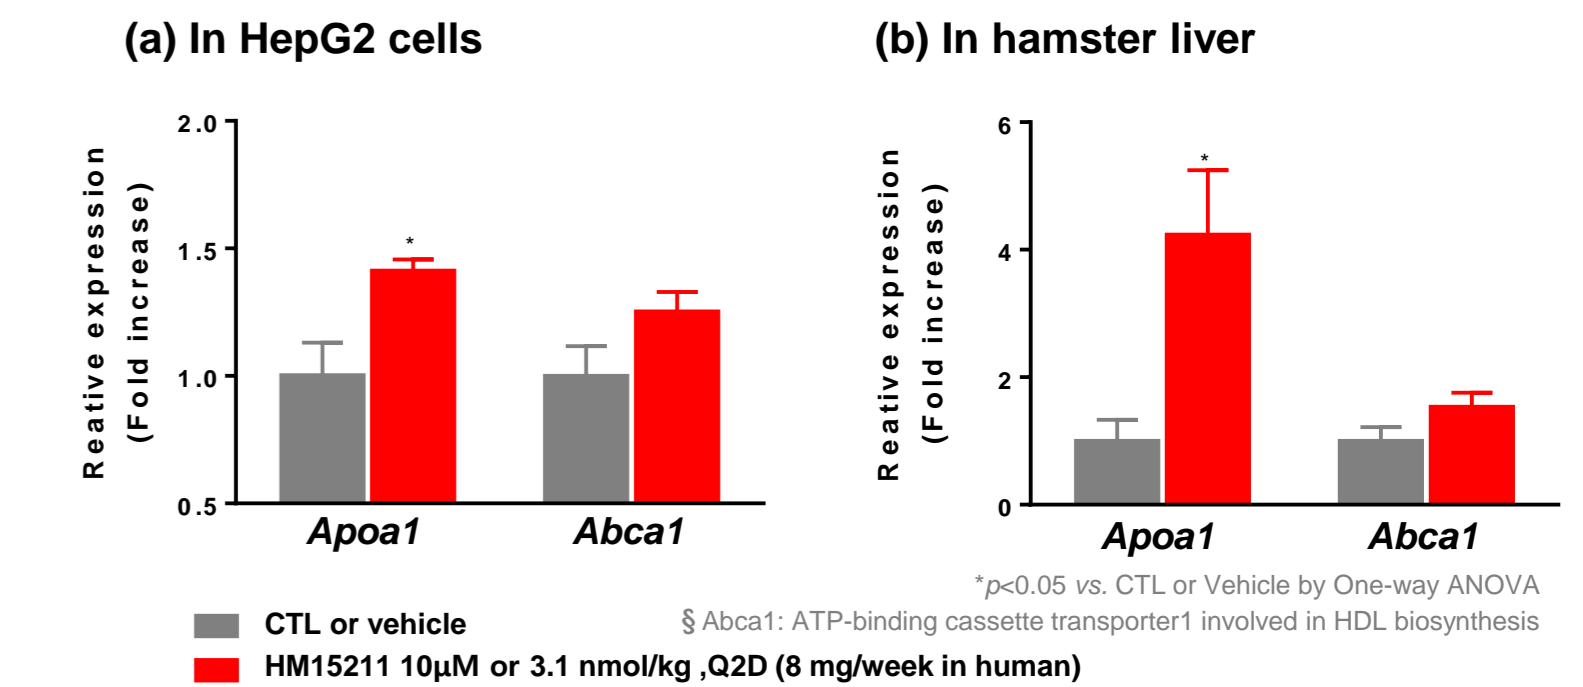 (a) In HepG2 cells
Reative expression
(Fold increase)
2.0
1.5
1.0
0.5
*
Apoa1
Abca1
(b) In hamster liver
Reative expression
(Fold increase)
6
4
2
0
*
Apoa1
Abca1
*p<0.05 vs. CTL or Vehicle by One-way ANOVA
§ Abca1: ATP-binding cassette transporter1 involved in HDL biosynthesis
CTL or vehicle
HM15211 10μM or 3.1 nmol/kg ,Q2D (8 mg/week in human)